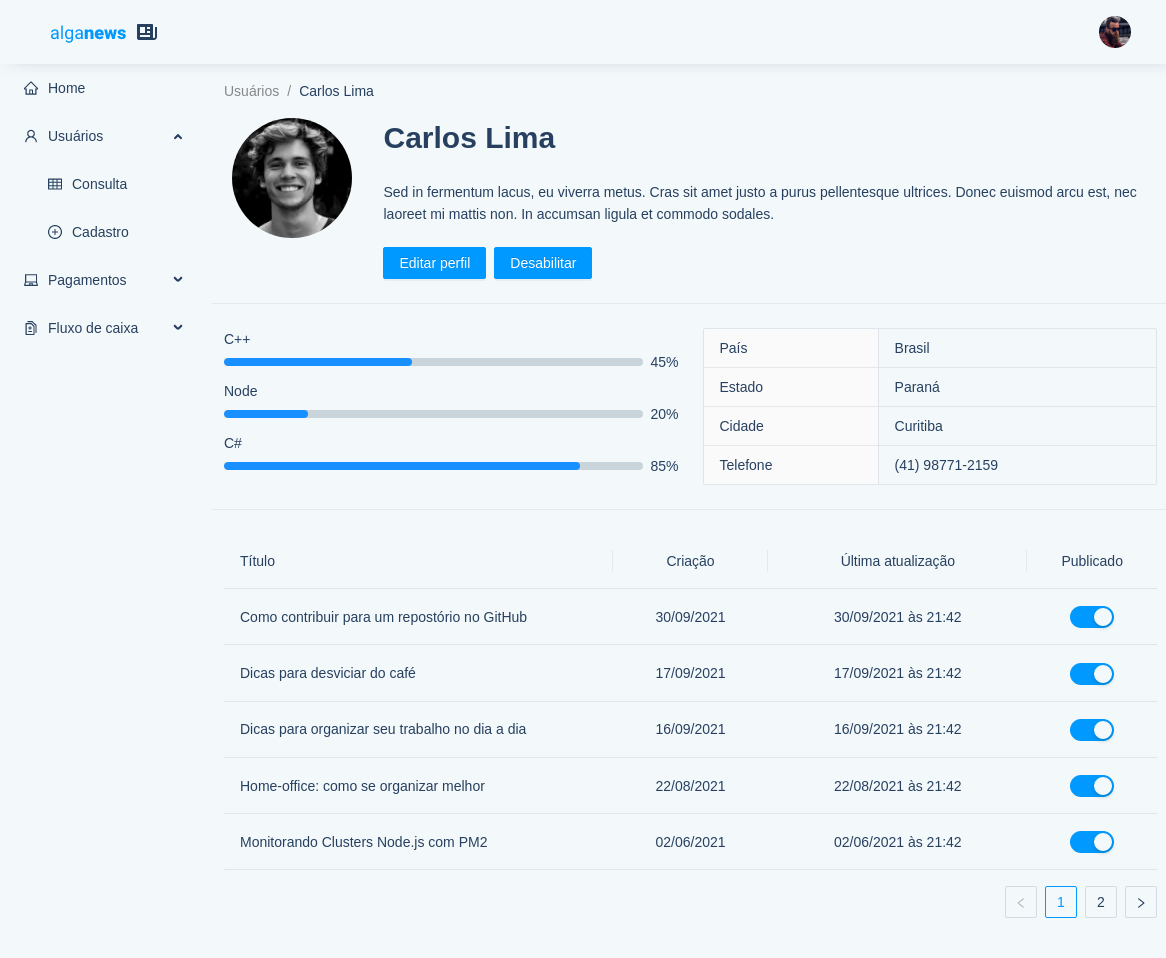 alganews
Home
Usuários
Consulta
Cadastro
Pagamentos
Fluxo de caixa
Usuários / Carlos Lima
Carlos Lima
Sed in fermentum lacus, eu viverra metus. Cras sit amet justo a purus pellentesque ultrices. Donec euismod arcu est, nec
laoreet mi mattis non. In accumsan ligula et commodo sodales.
Editar perfil Desabilitar
C++
45%
Node
20%
C#
85%
País Brasil
Estado Paraná
Cidade Curitiba
Telefone (41) 98771-2159
Título Criação Última atualização Publicado
Como contribuir para um repostório no GitHub 30/09/2021 30/09/2021 às 21:42
Dicas para desviciar do café 17/09/2021 17/09/2021 às 21:42
Dicas para organizar seu trabalho no dia a dia 16/09/2021 16/09/2021 às 21:42
Home-office: como se organizar melhor 22/08/2021 22/08/2021 às 21:42
Monitorando Clusters Node.js com PM2 02/06/2021 02/06/2021 às 21:42
1 2